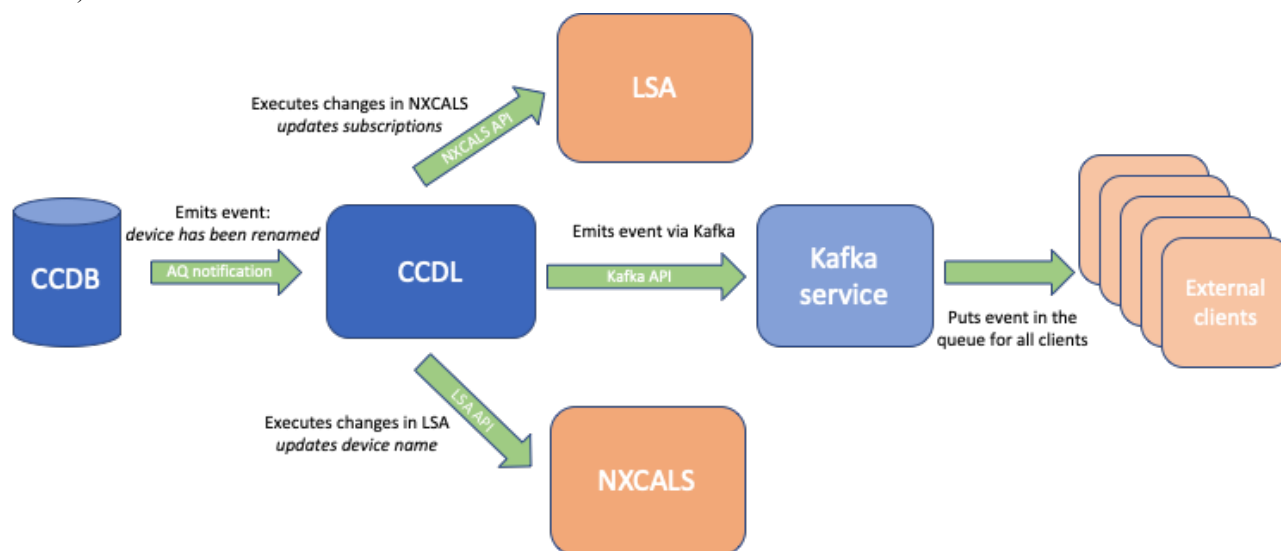 LSA
Executes changes in NXCALS
updates subscriptions
NXCALS API
Emits event:
device has been renamed
AQ notification
CCDB
CCDL
Emits event via Kafka
Kafka API
Kafka
service
Puts event in the
queue for all clients
External
clients
LSA API
Executes changes in LSA
updates device name
NXCALS